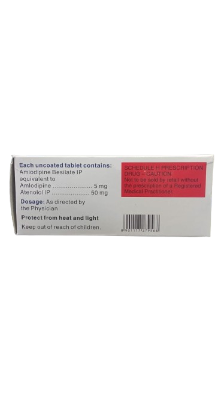 Each uncoated tablet contains:
Amlodipine Besilate IP
equivalent to
Amlodipine ..................... 5 mg
Atenolol IP ..................... 50 mg
Dosage: As directed by
the Physician
Protect from heat and light
Keep out of reach of children.
SCHEDULE H PRESCRIPTION
DRUG - CAUTION
Not to be sold by retail without
the prescription of a Registered
Medical Practitioner